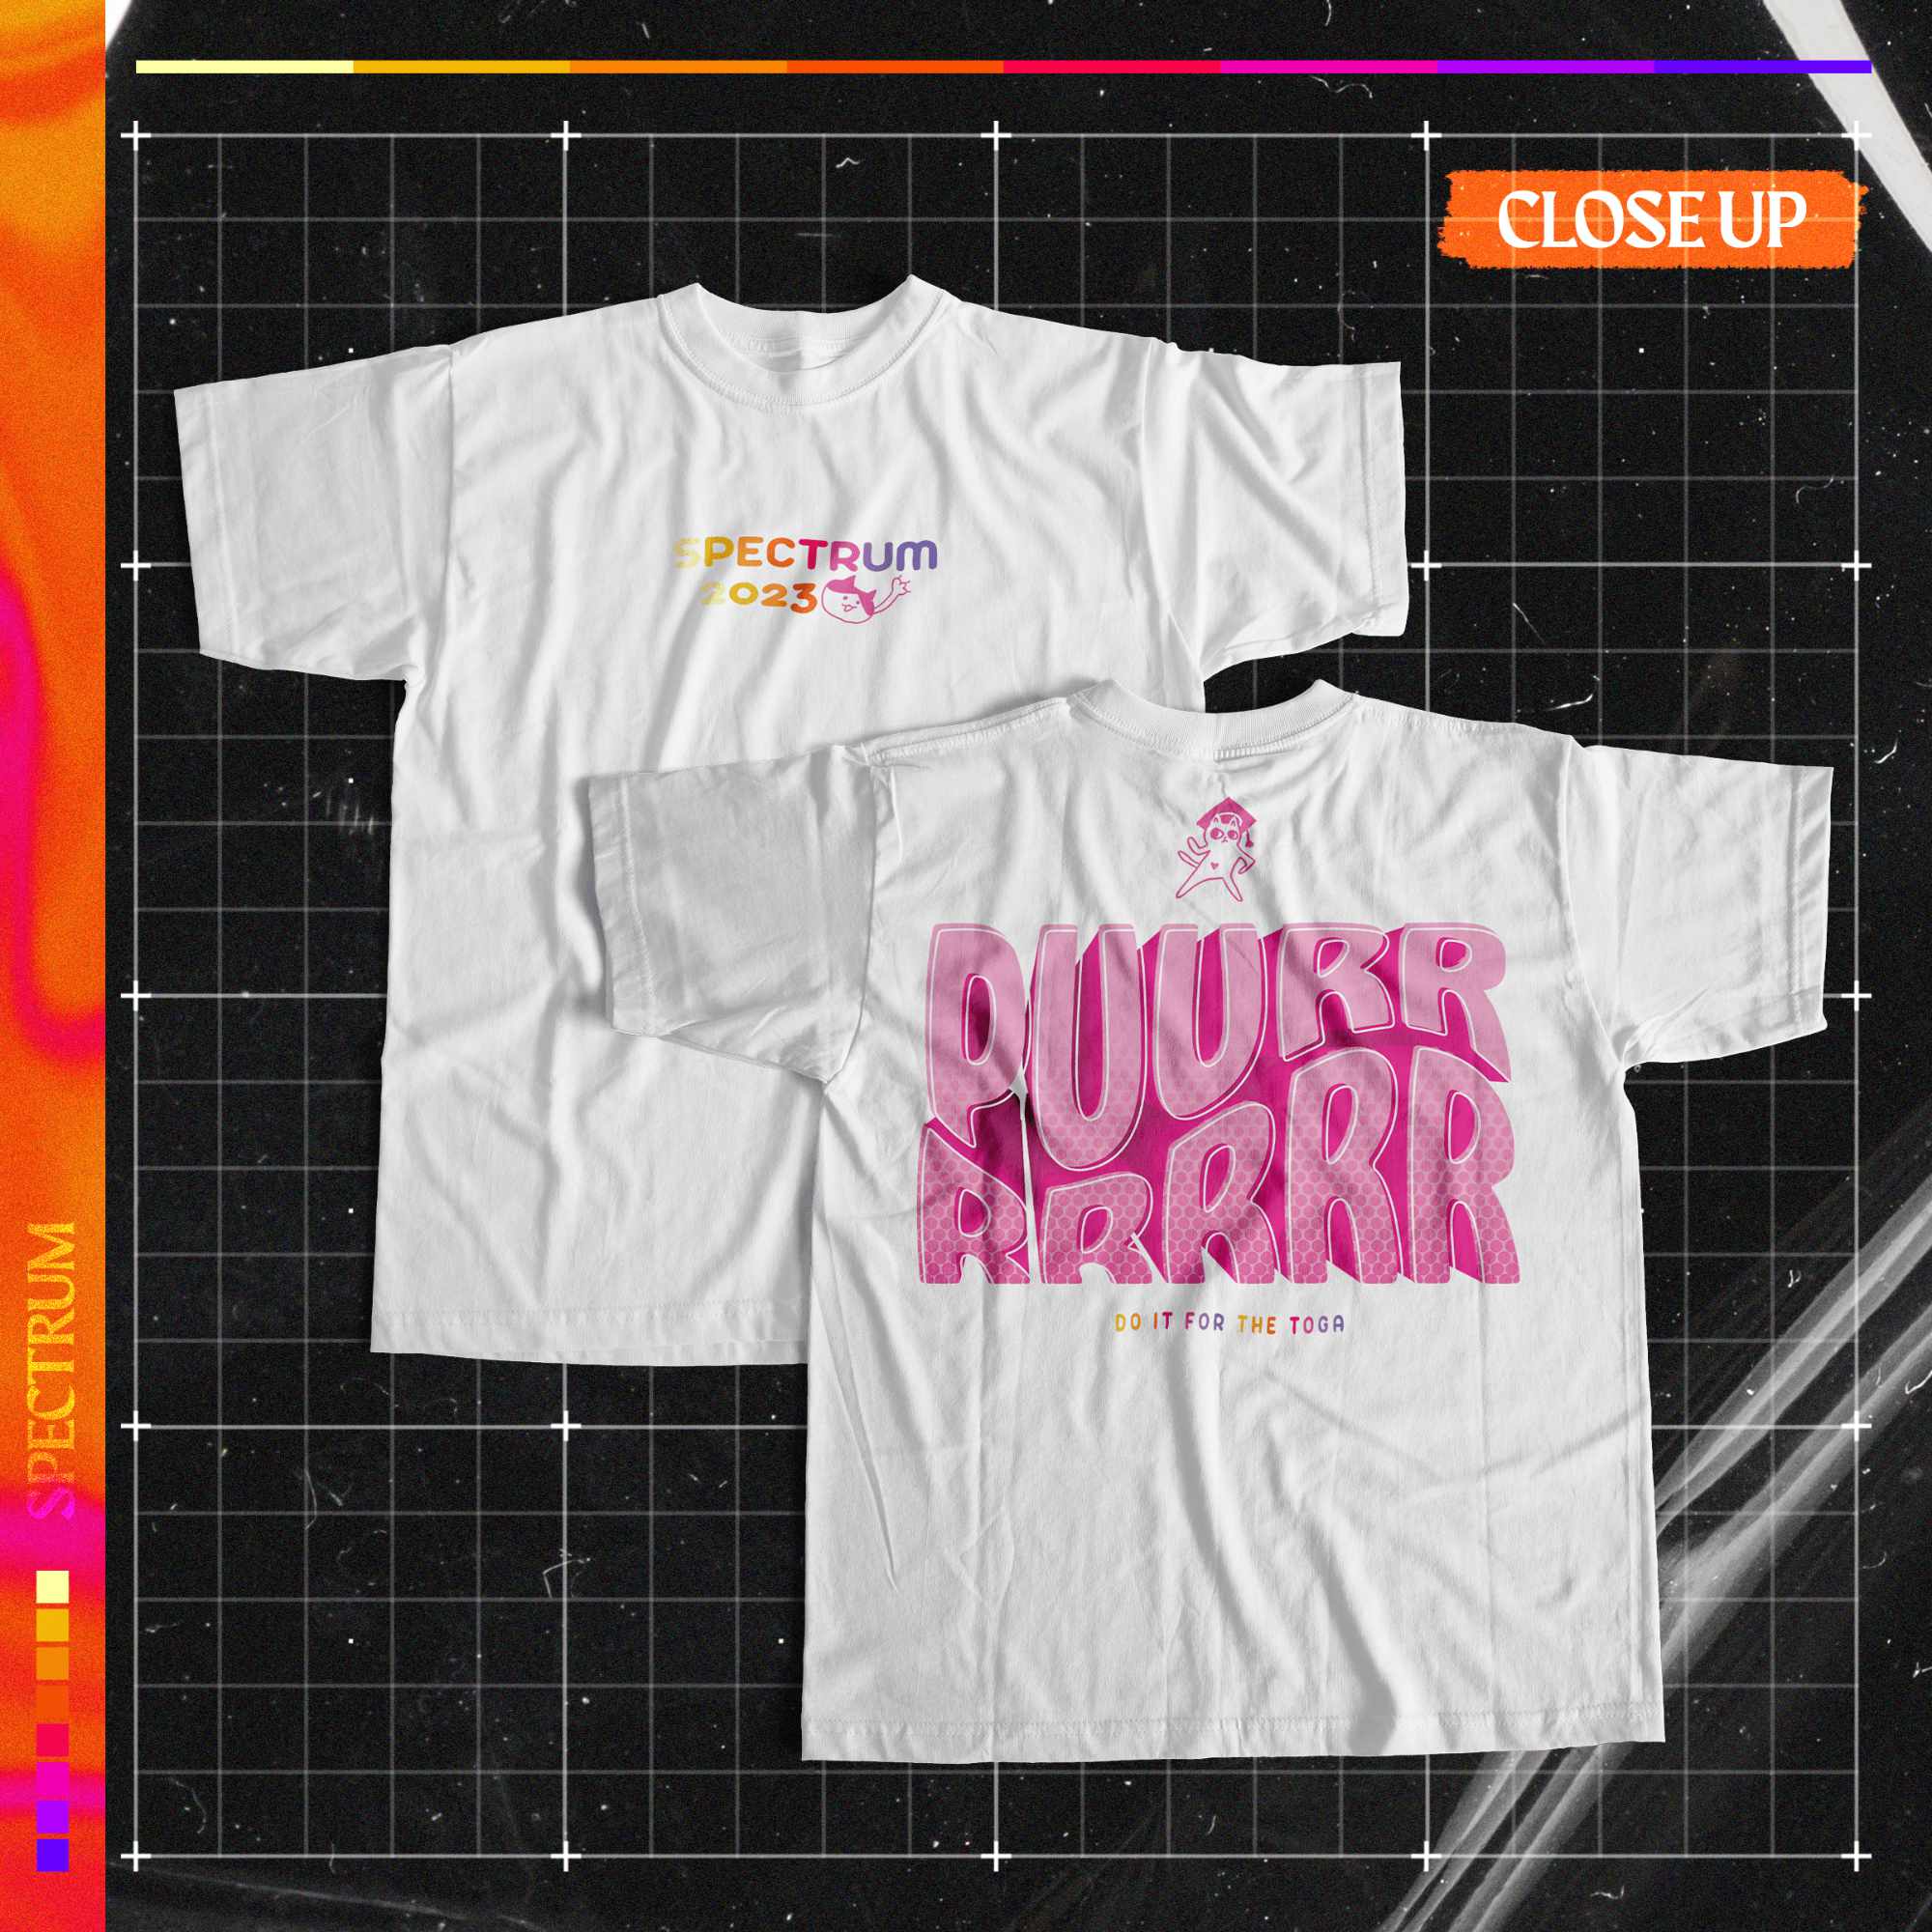 CLOSE UP
SPECTRUM
2023
PUURR
RRRRR
DO IT FOR THE TOGA
SPECTRUM